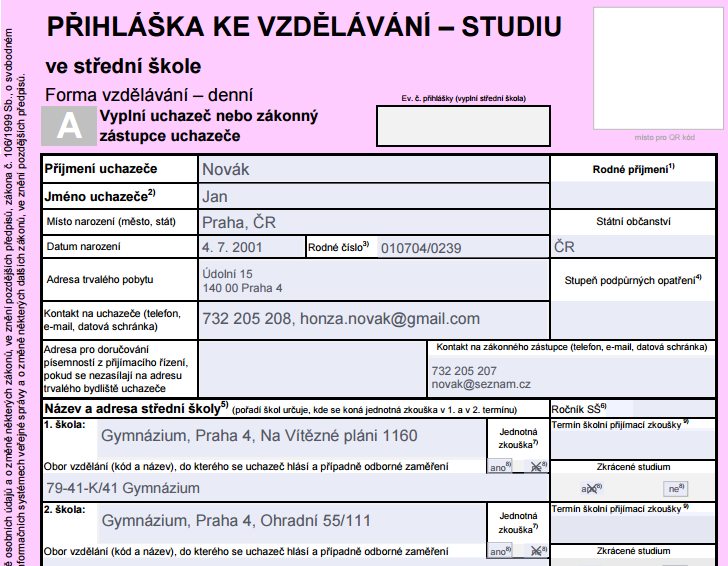 PŘIHLÁŠKA KE VZDĚLÁVÁNÍ – STUDIU
ve střední škole
Forma vzdělávání – denní
A
Vyplní uchazeč nebo zákonný
zástupce uchazeče
Ev. č. přihlášky (vyplní střední škola)
místo pro QR kód
Příjmení uchazeče
Novák
Rodné příjmení1)
Jméno uchazeče2)
Jan
Místo narození (město, stát)
Praha, ČR
Státní občanství
Datum narození
4. 7. 2001
Rodné číslo3)
010704/0239
ČR
Adresa trvalého pobytu
Údolní 15
140 00 Praha 4
Stupeň podpůrných opatření4)
Kontakt na uchazeče (telefon,
e-mail, datová schránka)
732 205 208, honza.novak@gmail.com
Adresa pro doručování
písemností z přijímacího řízení,
pokud se nezasílají na adresu
trvalého bydliště uchazeče
Kontakt na zákonného zástupce (telefon, e-mail, datová schránka)
732 205 207
novak@seznam.cz
Název a adresa střední školy5) (pořadí škol určuje, kde se koná jednotná zkouška v 1. a v 2. termínu)
Ročník SŠ6)
1. škola:
Gymnázium, Praha 4, Na Vítězné pláni 1160
Jednotná
zkouška7)
Termín školní přijímací zkoušky 9)
Obor vzdělání (kód a název), do kterého se uchazeč hlásí a případně odborné zaměření
ano8)
ne8)
Zkrácené studium
79-41-K/41 Gymnázium
ano8)
ne8)
2. škola:
Gymnázium, Praha 4, Ohradní 55/111
Jednotná
zkouška7)
Termín školní přijímací zkoušky 9)
Obor vzdělání (kód a název), do kterého se uchazeč hlásí a případně odborné zaměření
ano8)
ne8)
Zkrácené studium
ě osobních údajů a o změně některých zákonů, ve znění pozdějších předpisů, zákona č. 106/1999 Sb., o svobodném
informačních systémech veřejné správy a o změně některých dalších zákonů, ve znění pozdějších předpisů.